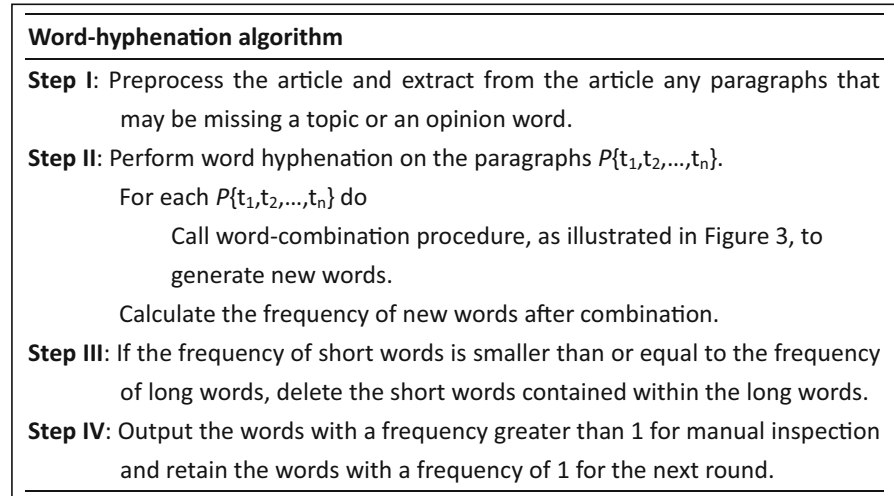 Word-hyphenation algorithm
Step I: Preprocess the article and extract from the article any paragraphs that
may be missing a topic or an opinion word.
Step II: Perform word hyphenation on the paragraphs P{t₁,t₂,…,tₙ}.
For each P{t₁,t₂,…,tₙ} do
Call word-combination procedure, as illustrated in Figure 3, to
generate new words.
Calculate the frequency of new words after combination.
Step III: If the frequency of short words is smaller than or equal to the frequency
of long words, delete the short words contained within the long words.
Step IV: Output the words with a frequency greater than 1 for manual inspection
and retain the words with a frequency of 1 for the next round.